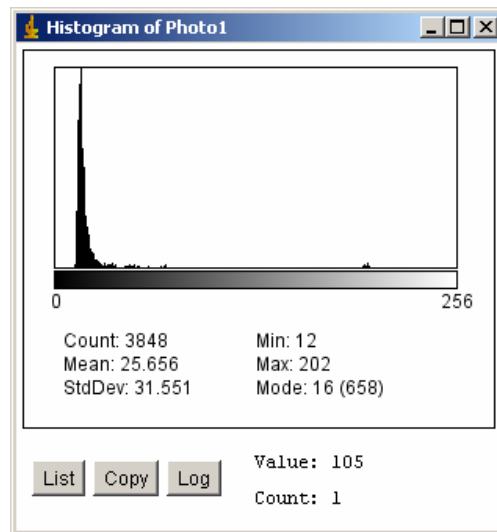 Histogram of Photo1
0 256
Count: 3848 Min: 12
Mean: 25.656 Max: 202
StdDev: 31.551 Mode: 16 (658)
List Copy Log Value: 105
Count: 1